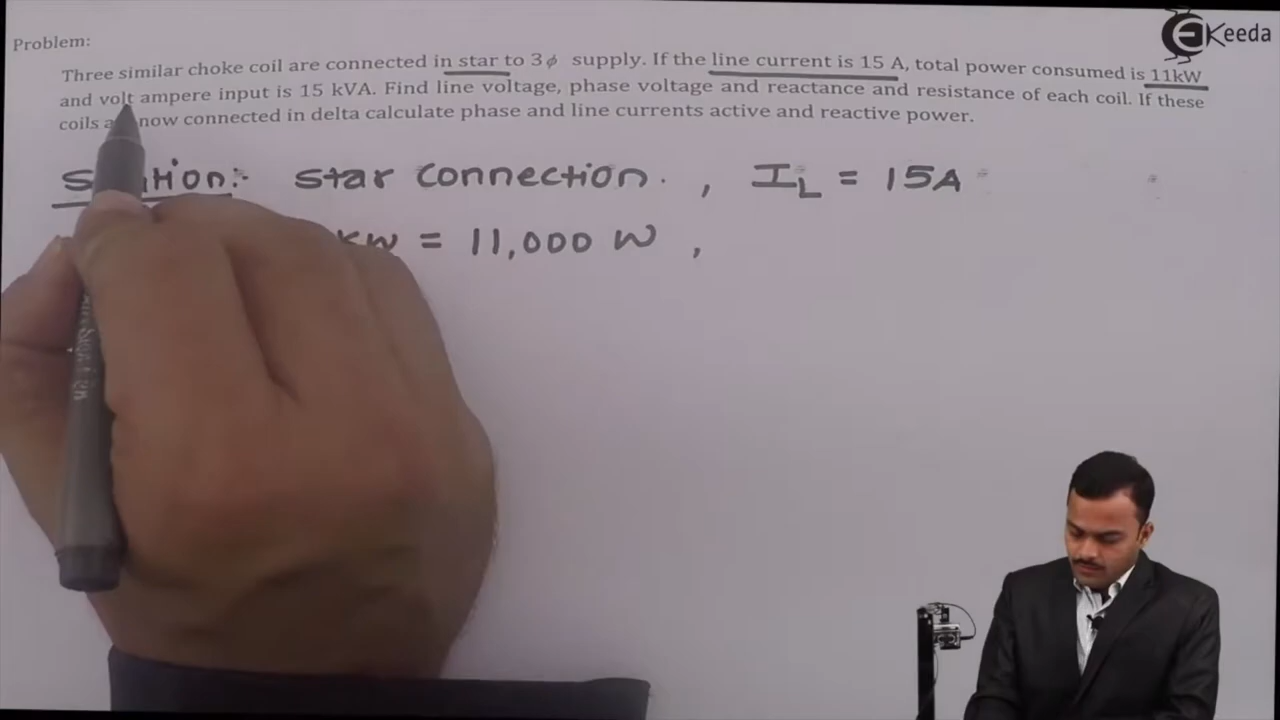 Keeda
Problem:
Three similar choke coil are connected in star to 3ϕ supply. If the line current is 15 A, total power consumed is 11kW
and volt ampere input is 15 kVA. Find line voltage, phase voltage and reactance and resistance of each coil. If these
coils now connected in delta calculate phase and line currents active and reactive power.
Star connection. , IL = 15A
kW = 11,000 W ,